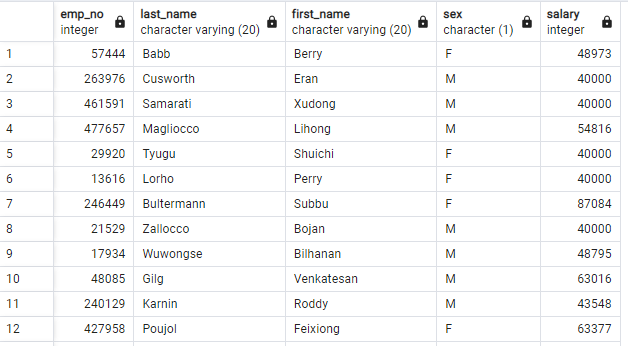 emp_no last_name first_name sex salary
integer character varying (20) character varying (20) character (1) integer
1 57444 Babb Berry F 48973
2 263976 Cusworth Eran M 40000
3 461591 Samarati Xudong M 40000
4 477657 Magliocco Lihong M 54816
5 29920 Tyugu Shuichi F 40000
6 13616 Lorho Perry F 40000
7 246449 Bultermann Subbu F 87084
8 21529 Zallocco Bojan M 40000
9 17934 Wuwongse Bilhanan M 48795
10 48085 Gilg Venkatesan M 63016
11 240129 Karnin Roddy M 43548
12 427958 Poujol Feixiong F 63377